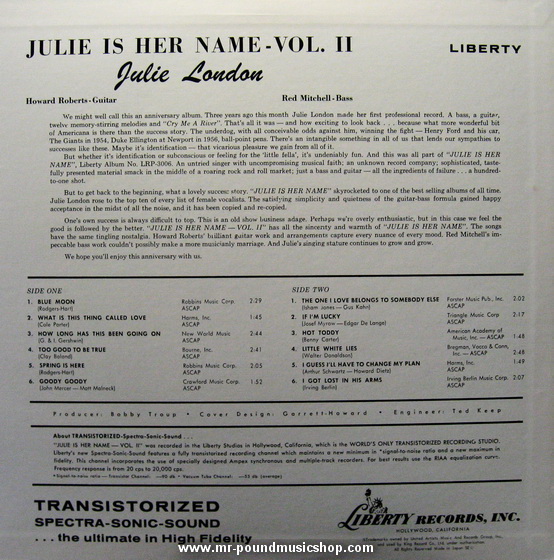 JULIE IS HER NAME-VOL. II
LIBERTY
Julie London
Howard Roberts-Guitar
Red Mitchell-Bass
We might well call this an anniversary album. Three years ago this month Julie London made her first professional record. A bass, a guitar,
twelve memory-stirring melodies and "Cry Me A River". That's all it was — and how exciting to look back . . . because what more wonderful bit
of Americana is there than the success story. The underdog, with all conceivable odds against him, winning the fight — Henry Ford and his car,
The Giants in 1954, Duke Ellington at Newport in 1956, ball-point pens. There's an intangible something in all of us that lends our sympathies to
successes like these. Maybe it's identification — that vicarious pleasure we gain from all of it.
But whether it's identification or subconscious or feeling for the 'little fella', it's undeniably fun. And this was all part of "JULIE IS HER
NAME", Liberty Album No. LRP-3006. An untried singer with uncompromising musical faith; an unknown record company; sophisticated, taste-
fully presented material smack in the middle of a roaring rock and roll market; just a bass and guitar — all the ingredients of failure . . . a hundred-
to-one shot.
But to get back to the beginning, what a lovely success story. "JULIE IS HER NAME" skyrocketed to one of the best selling albums of all time.
Julie London rose to the top ten of every list of female vocalists. The satisfying simplicity and quietness of the guitar-bass formula gained happy
acceptance in the midst of all the noise, and it has been copied and re-copied.
One's own success is always difficult to top. This is an old show business adage. Perhaps we're overly enthusiastic, but in this case we feel the
good is followed by the better. "JULIE IS HER NAME — VOL. II" has all the sincerity and warmth of "JULIE IS HER NAME". The songs
have the same tingling nostalgia. Howard Roberts' brilliant guitar work and arrangements capture every nuance of every mood. Red Mitchell's im-
peccable bass work couldn't possibly make a more musicianly marriage. And Julie's singing stature continues to grow and grow.
We hope you'll enjoy this anniversary with us.
SIDE ONE
1. BLUE MOON Robbins Music Corp. 2:29
(Rodgers-Hart) ASCAP
2. WHAT IS THIS THING CALLED LOVE Harms, Inc. 1:45
(Cole Porter) ASCAP
3. HOW LONG HAS THIS BEEN GOING ON New World Music 2:44
(G. & I. Gershwin) ASCAP
4. TOO GOOD TO BE TRUE Bourne, Inc. 2:41
(Clay Boland) ASCAP
5. SPRING IS HERE Robbins Music Corp. 2:05
(Rodgers-Hart) ASCAP
6. GOODY GOODY Crawford Music Corp. 1:52
(John Mercer — Matt Malneck) ASCAP
SIDE TWO
1. THE ONE I LOVE BELONGS TO SOMEBODY ELSE Forster Music Pub., Inc. 2:02
(Isham Jones — Gus Kahn) ASCAP
2. IF I'M LUCKY Triangle Music Corp. 2:17
(Josef Myrow — Edgar De Lange) ASCAP
3. HOT TODDY American Academy of
(Benny Carter) Music, Inc. — ASCAP 1:48
4. LITTLE WHITE LIES Bregman, Vocco & Conn,
(Walter Donaldson) Inc. — ASCAP 2:48
5. I GUESS I'LL HAVE TO CHANGE MY PLAN Harms, Inc. 1:49
(Arthur Schwartz — Howard Dietz) ASCAP
6. I GOT LOST IN HIS ARMS Irving Berlin Music Corp. 2:07
(Irving Berlin) ASCAP
Producer: Bobby Troup • Cover Design: Garrett-Howard • Engineer: Ted Keep
About TRANSISTORIZED-Spectra-Sonic-Sound . . .
"JULIE IS HER NAME — VOL. II" was recorded in the Liberty Studios in Hollywood, California, which is the WORLD'S ONLY TRANSISTORIZED RECORDING STUDIO.
Liberty's new Spectra-Sonic-Sound features a fully transistorized recording channel which maintains a new minimum in *signal-to-noise ratio and a new maximum in
fidelity. This channel incorporates the use of specially designed Ampex synchronous and multiple-track recorders. For best results use the RIAA equalization curve.
Frequency response is from 20 cps to 20,000 cps.
*Signal-to-noise ratio — Transistor Channel: db • Vacuum Tube Channel: db (average)
TRANSISTORIZED
SPECTRA-SONIC-SOUND
. . . the ultimate in High Fidelity
LIBERTY RECORDS, INC.
HOLLYWOOD, CALIFORNIA
www.mr-poundmusicshop.com